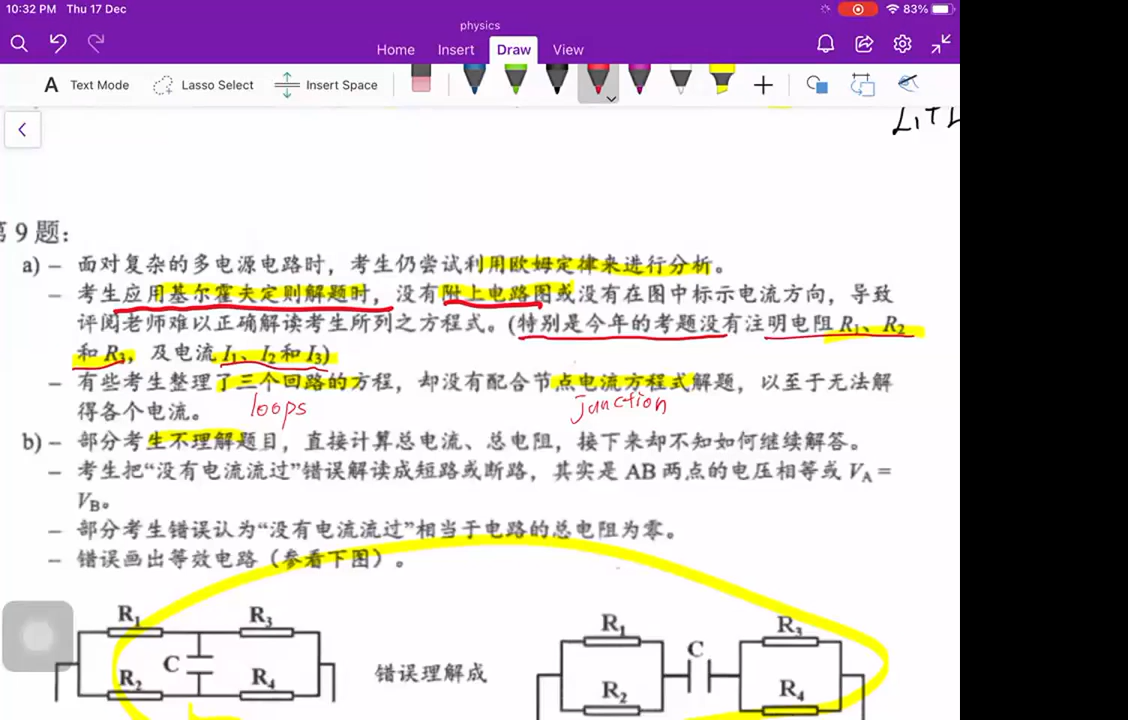 10:32 PM Thu 17 Dec 83%
physics
Home Insert Draw View
A Text Mode Lasso Select Insert Space
L1+L
第9题：
a) – 面对复杂的多电源电路时，考生仍尝试利用欧姆定律来进行分析。
– 考生应用基尔霍夫定则解题时，没有附上电路图或没有在图中标示电流方向，导致
评阅老师难以正确解读考生所列之方程式。(特别是今年的考题没有注明电阻 R₁、R₂
和 R₃，及电流 I₁、I₂ 和 I₃)
– 有些考生整理了三个回路的方程，却没有配合节点电流方程式解题，以至于无法解
得各个电流。
loops junction
b) – 部分考生不理解题目，直接计算总电流、总电阻，接下来却不知如何继续解答。
– 考生把“没有电流流过”错误解读成短路或断路，其实是 AB 两点的电压相等或 V_A =
V_B。
– 部分考生错误认为“没有电流流过”相当于电路的总电阻为零。
– 错误画出等效电路（参看下图）。
R₁ R₃
C
R₂ R₄
错误理解成
R₁ R₃
C
R₂ R₄